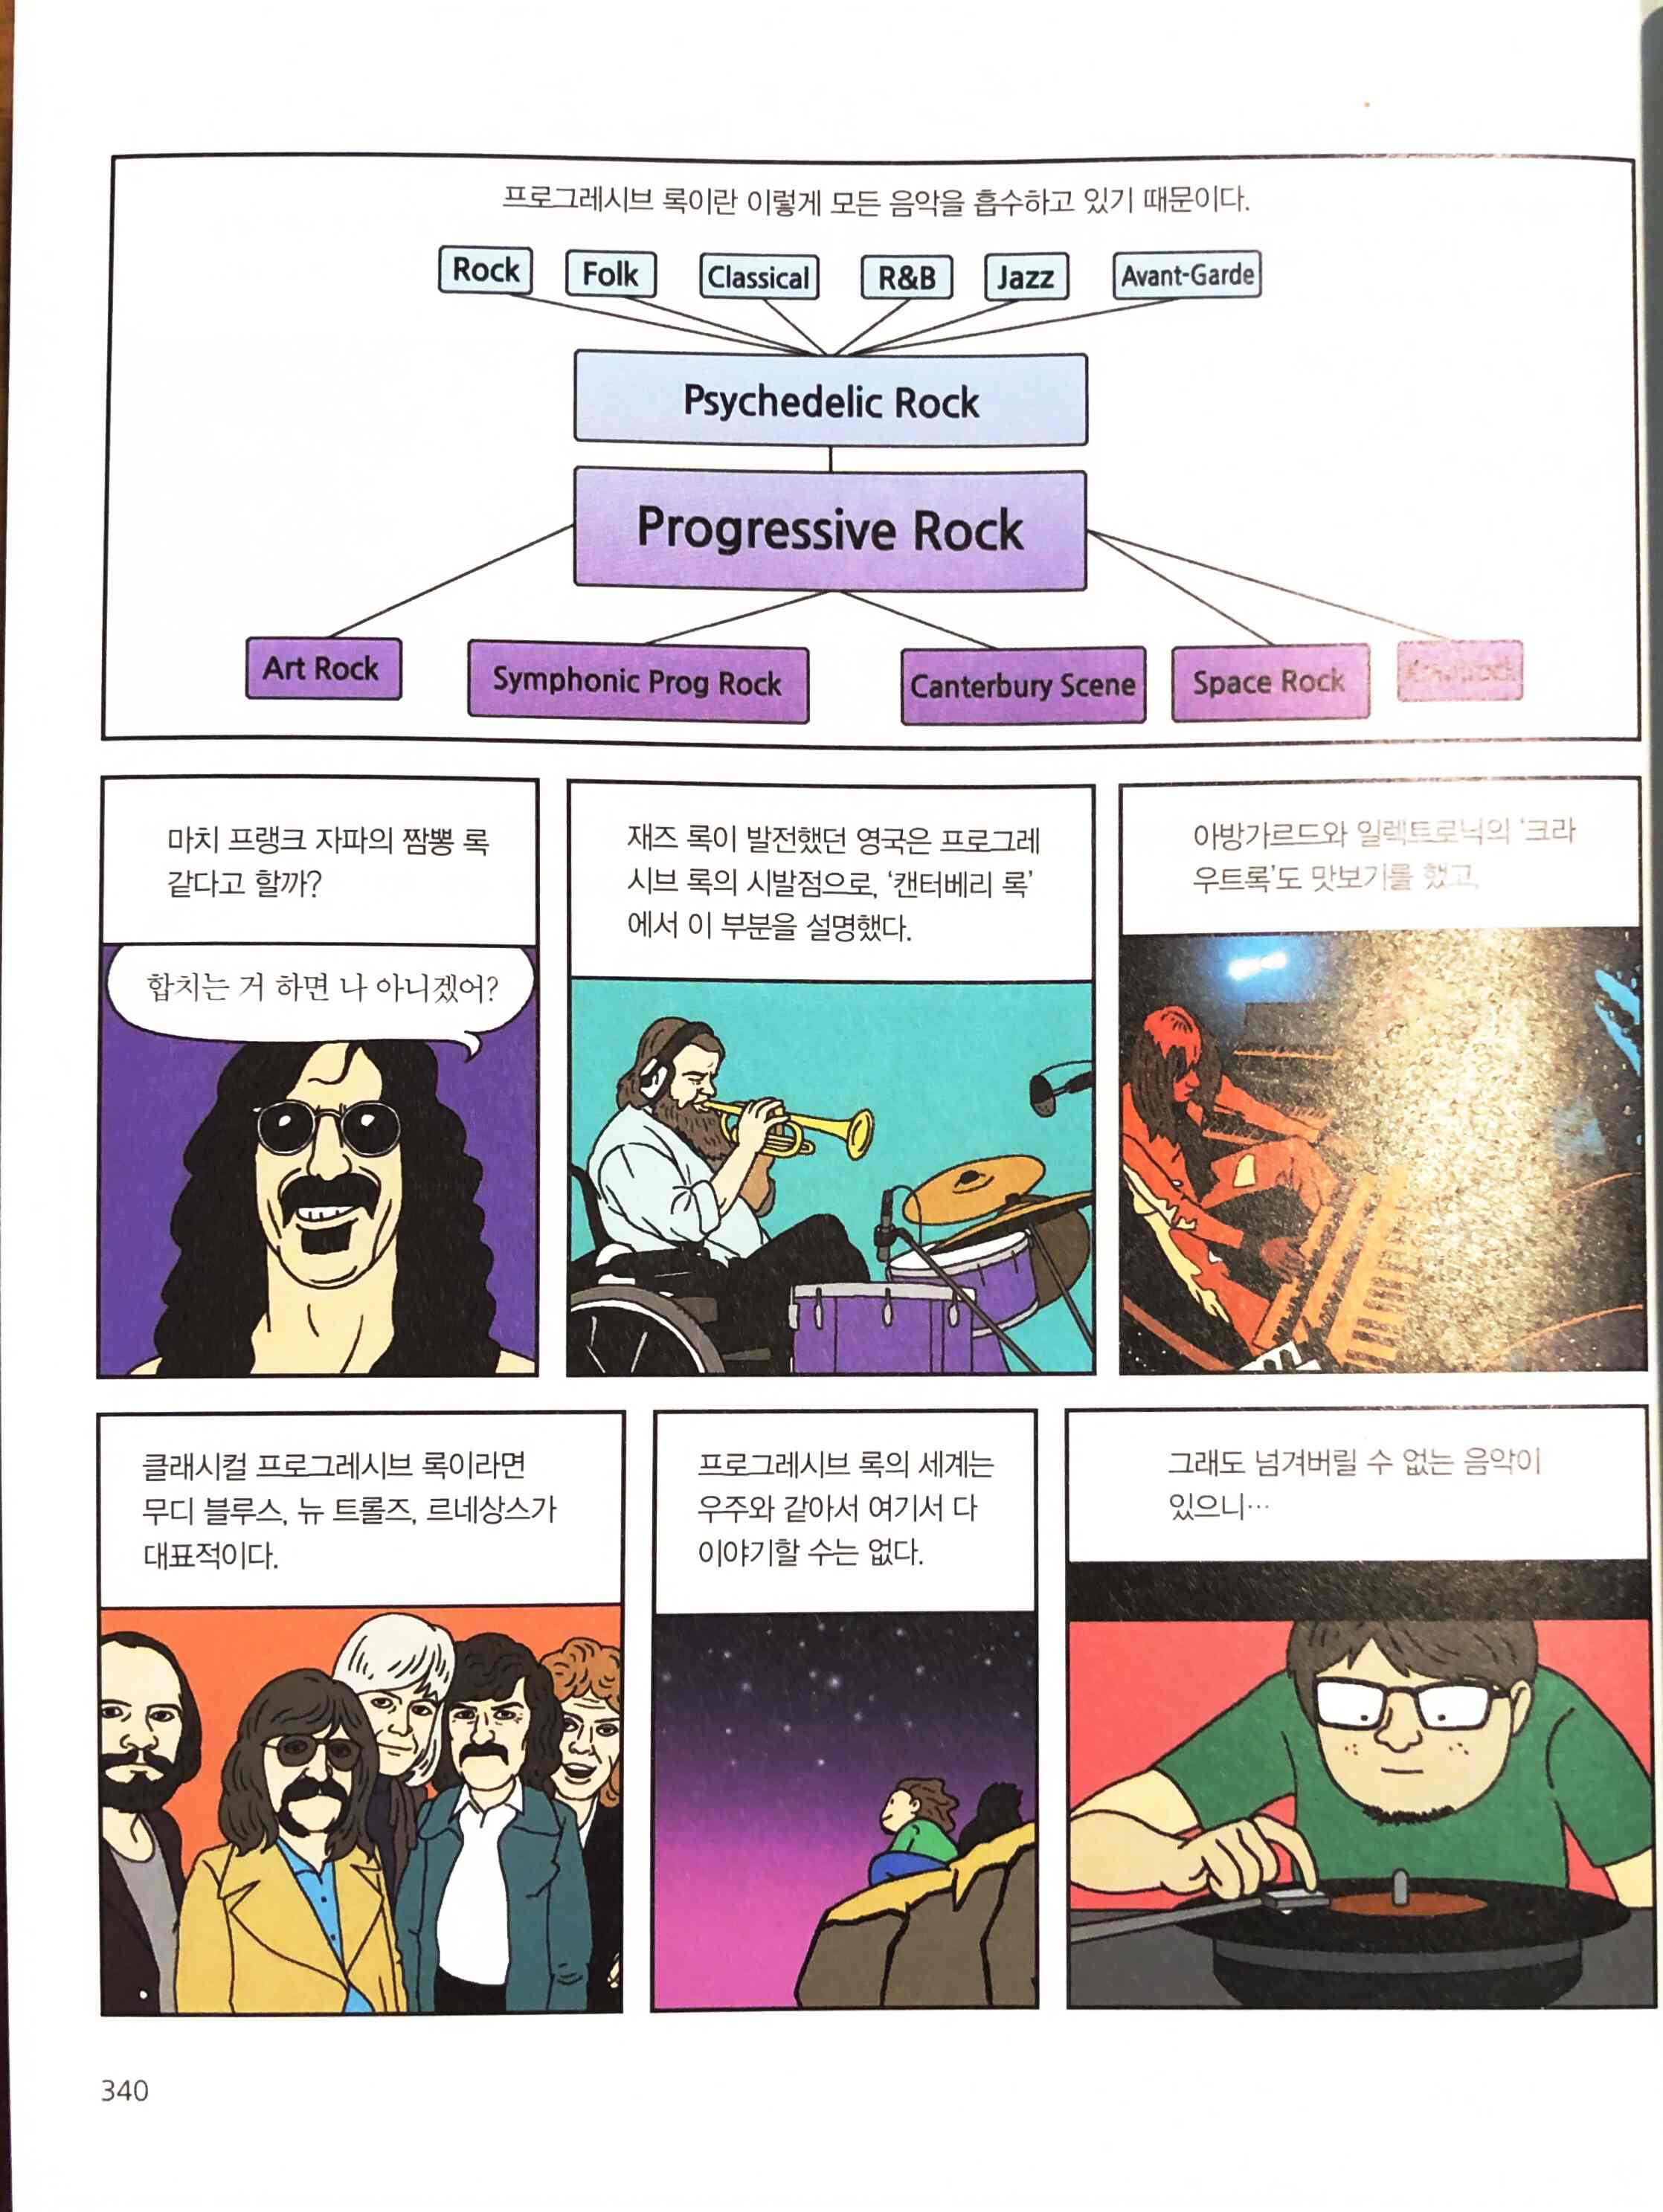 프로그레시브 록이란 이렇게 모든 음악을 흡수하고 있기 때문이다.
Rock
Folk
Classical
R&B
Jazz
Avant-Garde
Psychedelic Rock
Progressive Rock
Art Rock
Symphonic Prog Rock
Canterbury Scene
Space Rock
마치 프랭크 자파의 짬뽕 록
같다고 할까?
합치는 거 하면 나 아니겠어?
재즈 록이 발전했던 영국은 프로그레
시브 록의 시발점으로, ‘캔터베리 록’
에서 이 부분을 설명했다.
아방가르드와 일렉트로닉의 ‘크라
우트록’도 맛보기를 했고,
클래시컬 프로그레시브 록이라면
무디 블루스, 뉴 트롤즈, 르네상스가
대표적이다.
프로그레시브 록의 세계는
우주와 같아서 여기서 다
이야기할 수는 없다.
그래도 넘겨버릴 수 없는 음악이
있으니…
340